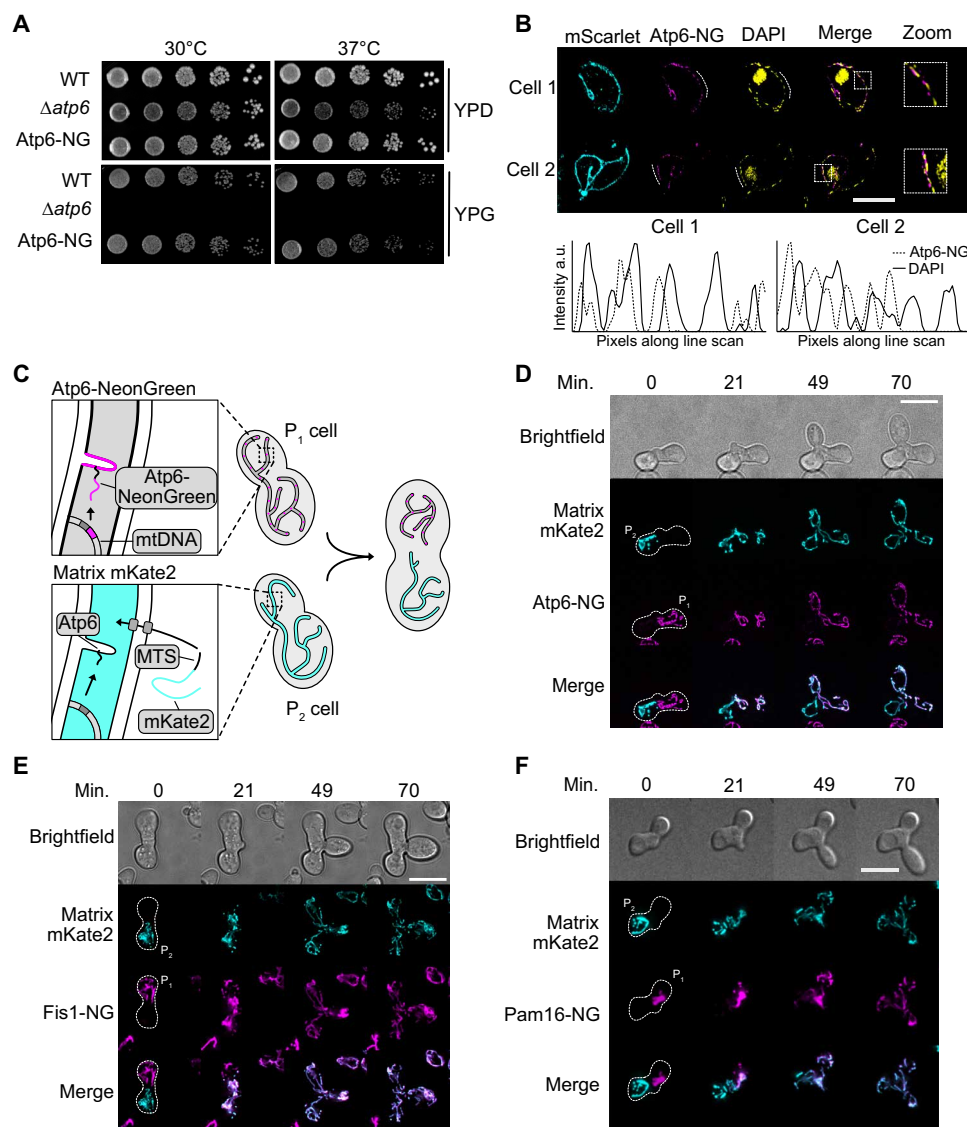 A
30°C 37°C
WT
Δatp6
Atp6-NG
YPD
WT
Δatp6
Atp6-NG
YPG
B
mScarlet Atp6-NG DAPI Merge Zoom
Cell 1
Cell 2
Cell 1 Cell 2
Atp6-NG
DAPI
Intensity a.u.
Pixels along line scan Pixels along line scan
C
Atp6-NeonGreen
Atp6-
NeonGreen
mtDNA
P1 cell
Matrix mKate2
Atp6
MTS
mKate2
P2 cell
D
Min. 0 21 49 70
Brightfield
Matrix
mKate2
P2
Atp6-NG
P1
Merge
E
Min. 0 21 49 70
Brightfield
Matrix
mKate2
P2
P1
Fis1-NG
Merge
F
Min. 0 21 49 70
Brightfield
P2
Matrix
mKate2
P1
Pam16-NG
Merge